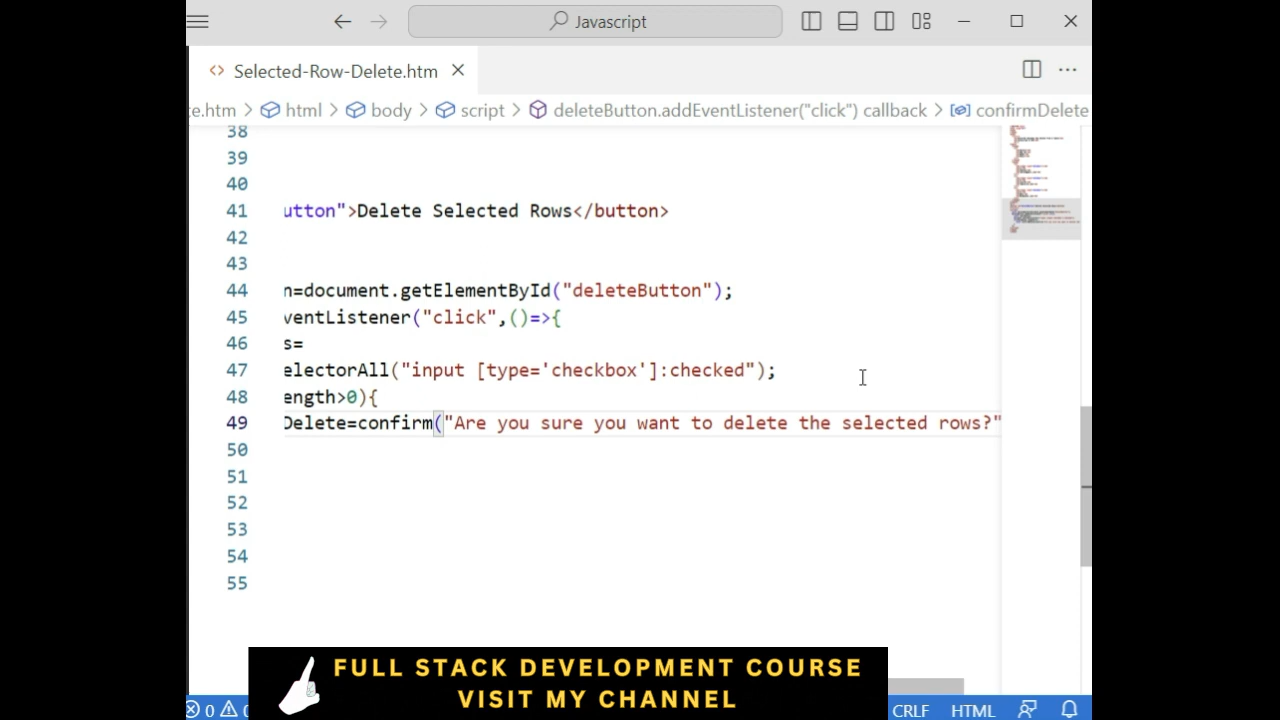 Javascript
Selected-Row-Delete.htm
te.htm > html > body > script > deleteButton.addEventListener("click") callback > confirmDelete
38
39
40
41 utton">Delete Selected Rows</button>
42
43
44 n=document.getElementById("deleteButton");
45 ventListener("click",()=>{
46 s=
47 electorAll("input [type='checkbox']:checked");
48 ength>0){
49 Delete=confirm("Are you sure you want to delete the selected rows?"
50
51
52
53
54
55
FULL STACK DEVELOPMENT COURSE
VISIT MY CHANNEL
0 CRLF HTML